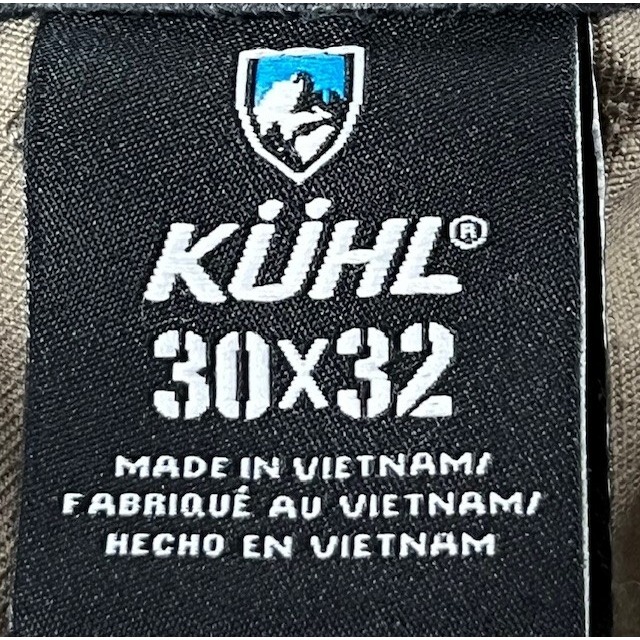 KÜHL®
30X32
MADE IN VIETNAM/
FABRIQUÉ AU VIETNAM/
HECHO EN VIETNAM